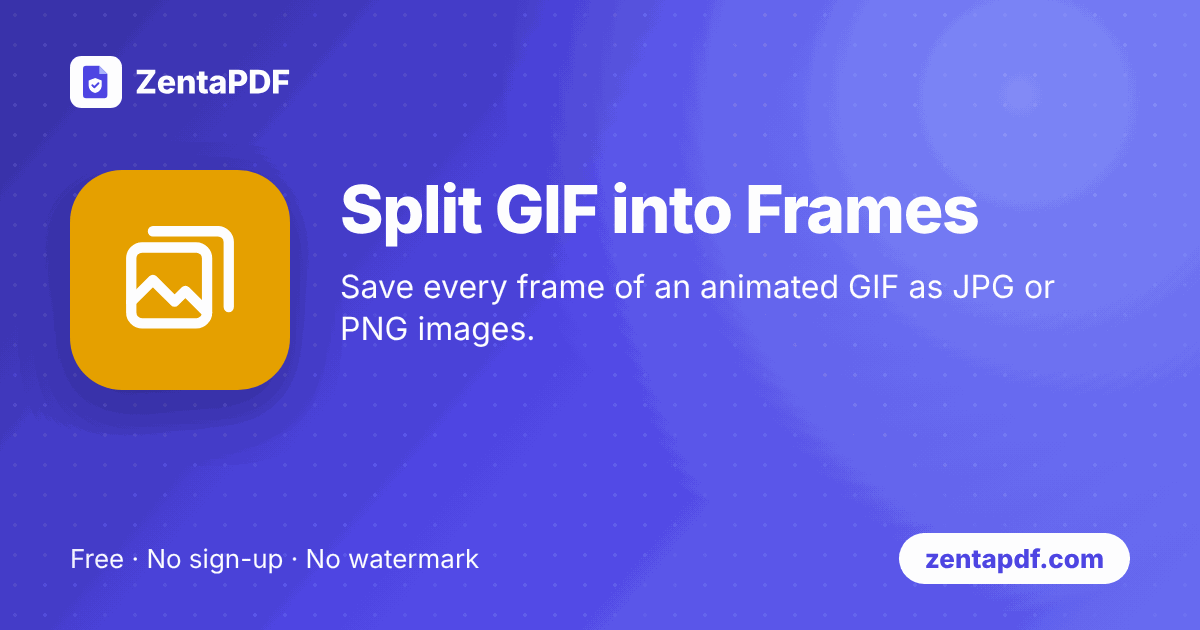 ZentaPDF
Split GIF into Frames
Save every frame of an animated GIF as JPG or
PNG images.
Free · No sign-up · No watermark
zentapdf.com